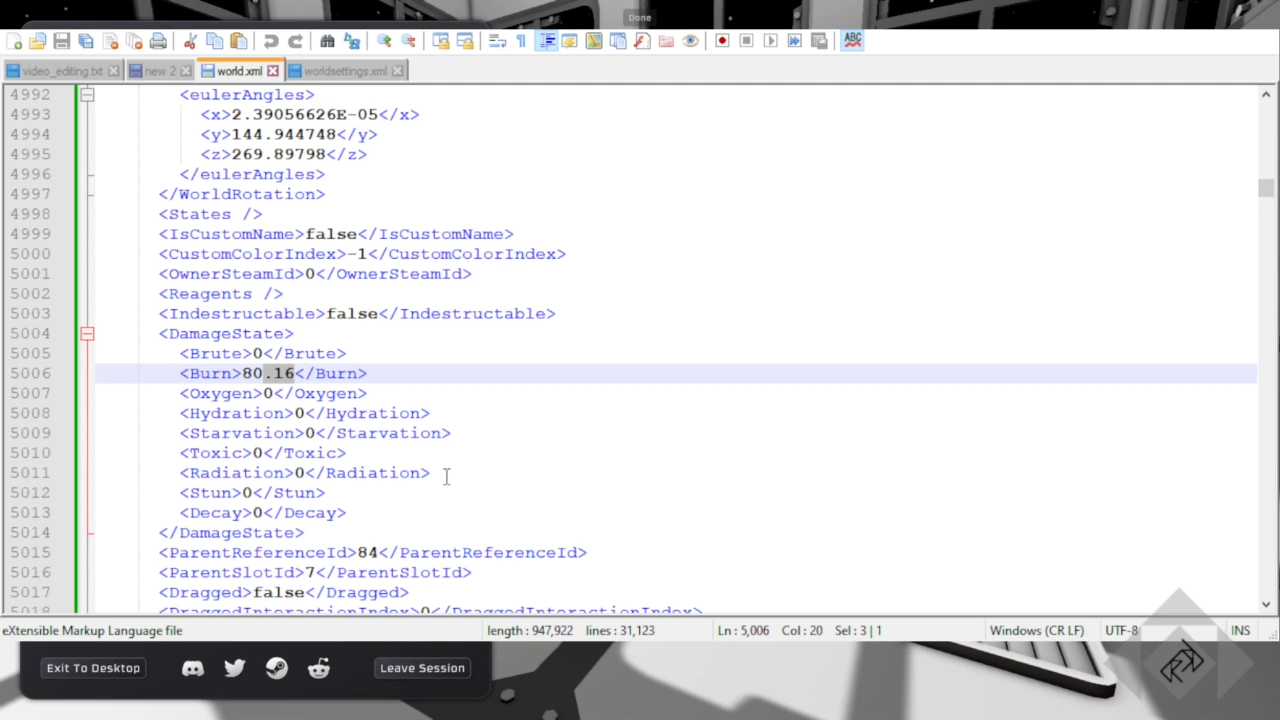 Done
video_editing.txt new 2 world.xml worldsettings.xml
4992 <eulerAngles>
4993 <x>2.39056626E-05</x>
4994 <y>144.944748</y>
4995 <z>269.89798</z>
4996 </eulerAngles>
4997 </WorldRotation>
4998 <States />
4999 <IsCustomName>false</IsCustomName>
5000 <CustomColorIndex>-1</CustomColorIndex>
5001 <OwnerSteamId>0</OwnerSteamId>
5002 <Reagents />
5003 <Indestructable>false</Indestructable>
5004 <DamageState>
5005 <Brute>0</Brute>
5006 <Burn>80.16</Burn>
5007 <Oxygen>0</Oxygen>
5008 <Hydration>0</Hydration>
5009 <Starvation>0</Starvation>
5010 <Toxic>0</Toxic>
5011 <Radiation>0</Radiation>
5012 <Stun>0</Stun>
5013 <Decay>0</Decay>
5014 </DamageState>
5015 <ParentReferenceId>84</ParentReferenceId>
5016 <ParentSlotId>7</ParentSlotId>
5017 <Dragged>false</Dragged>
5018 <DraggedInteractionIndex>0</DraggedInteractionIndex>
eXtensible Markup Language file length : 947,922 lines : 31,123 Ln : 5,006 Col : 20 Sel : 3 | 1 Windows (CR LF) UTF-8 INS
Exit To Desktop Leave Session